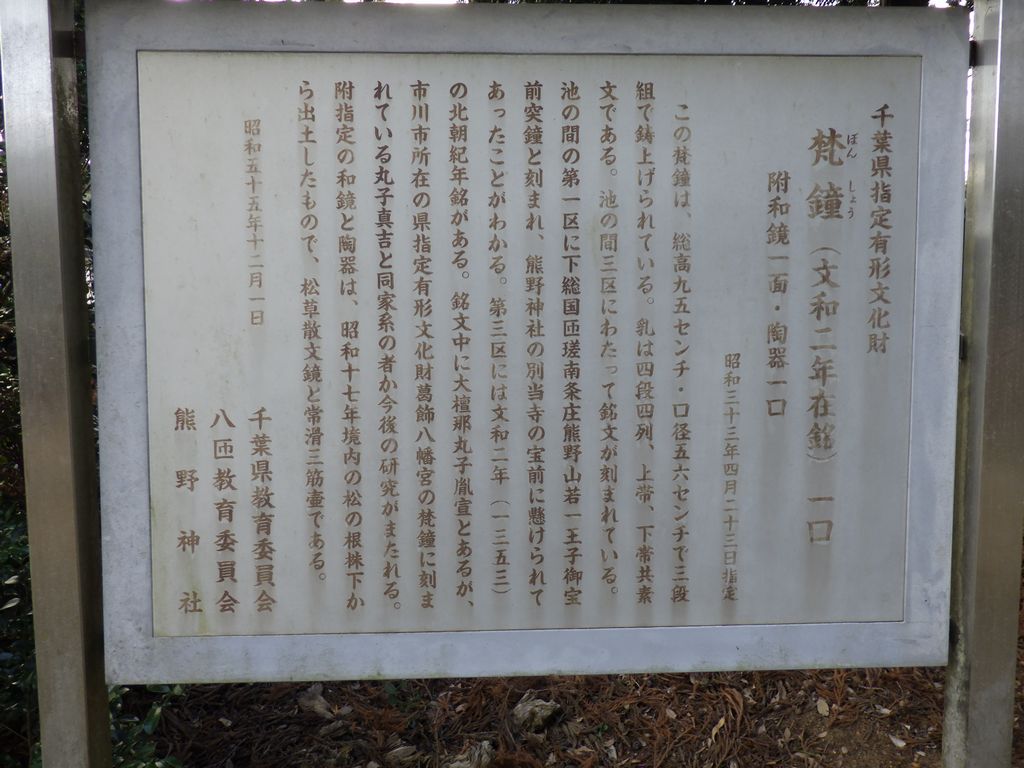 千葉県指定有形文化財
梵鐘（文和二年在銘）一口
ぼん しょう
附和鏡一面・陶器一口
昭和三十三年四月二十三日指定
この梵鐘は、総高九五センチ・口径五六センチで三段
組で鋳上げられている。乳は四段四列、上帯、下帯共素
文である。池の間三区にわたって銘文が刻まれている。
池の間の第一区に下総国匝瑳南条庄熊野山若一王子御宝
前突鐘と刻まれ、熊野神社の別当寺の宝前に懸けられて
あったことがわかる。第三区には文和二年（一三五三）
の北朝紀年銘がある。銘文中に大檀那丸子胤宣とあるが、
市川市所在の県指定有形文化財葛飾八幡宮の梵鐘に刻ま
れている丸子真吉と同家系の者か今後の研究がまたれる。
附指定の和鏡と陶器は、昭和十七年境内の松の根株下か
ら出土したもので、松草散文鏡と常滑三筋壷である。
昭和五十五年十二月一日
千葉県教育委員会
八匝教育委員会
熊野神社